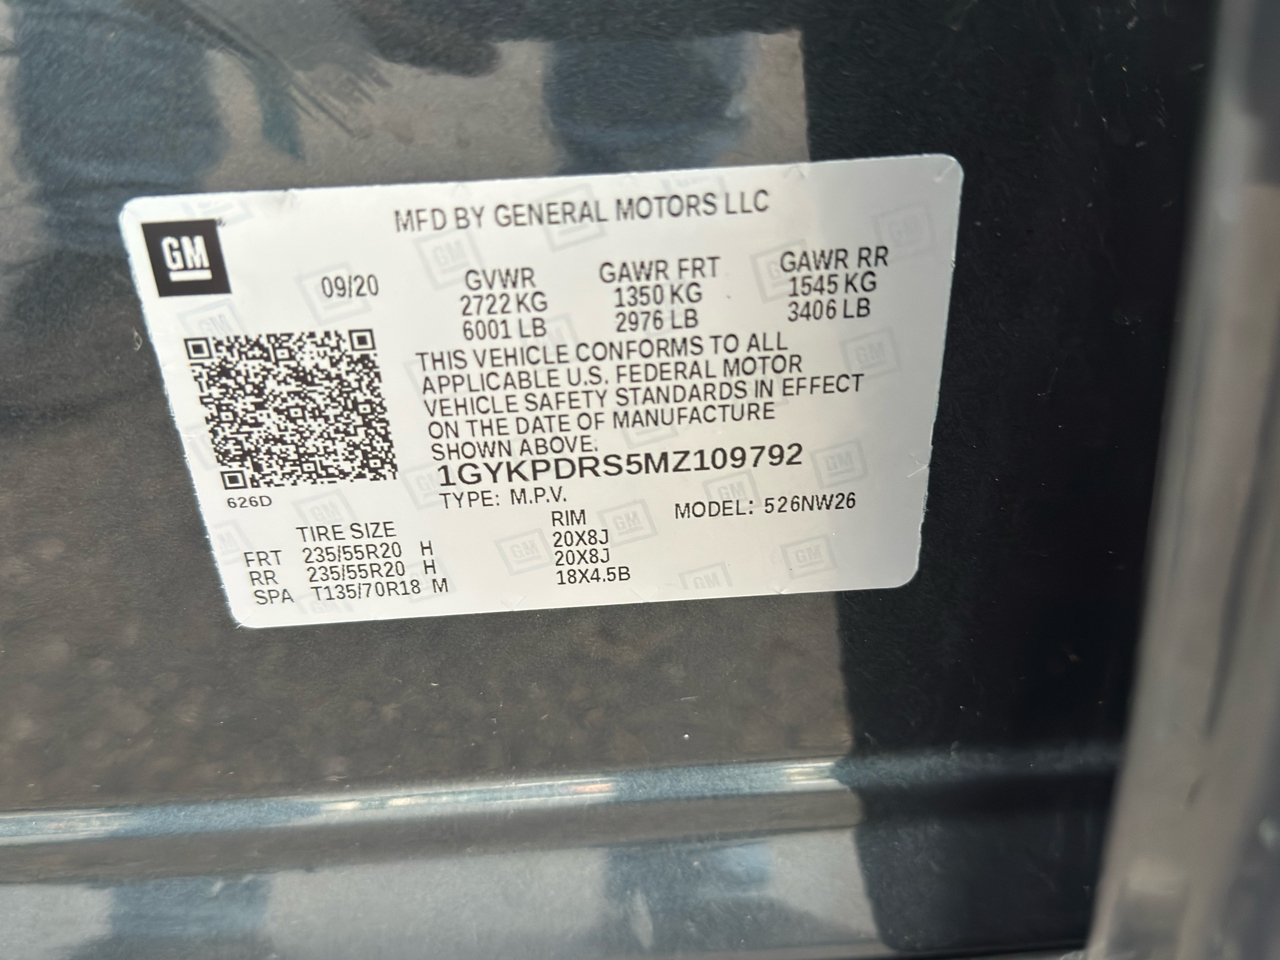 MFD BY GENERAL MOTORS LLC
GM
09/20
GVWR GAWR FRT GAWR RR
2722 KG 1350 KG 1545 KG
6001 LB 2976 LB 3406 LB
THIS VEHICLE CONFORMS TO ALL
APPLICABLE U.S. FEDERAL MOTOR
VEHICLE SAFETY STANDARDS IN EFFECT
ON THE DATE OF MANUFACTURE
SHOWN ABOVE.
1GYKPDRS5MZ109792
626D
TYPE: M.P.V. MODEL: 526NW26
TIRE SIZE RIM
FRT 235/55R20 H 20X8J
RR 235/55R20 H 20X8J
SPA T135/70R18 M 18X4.5B